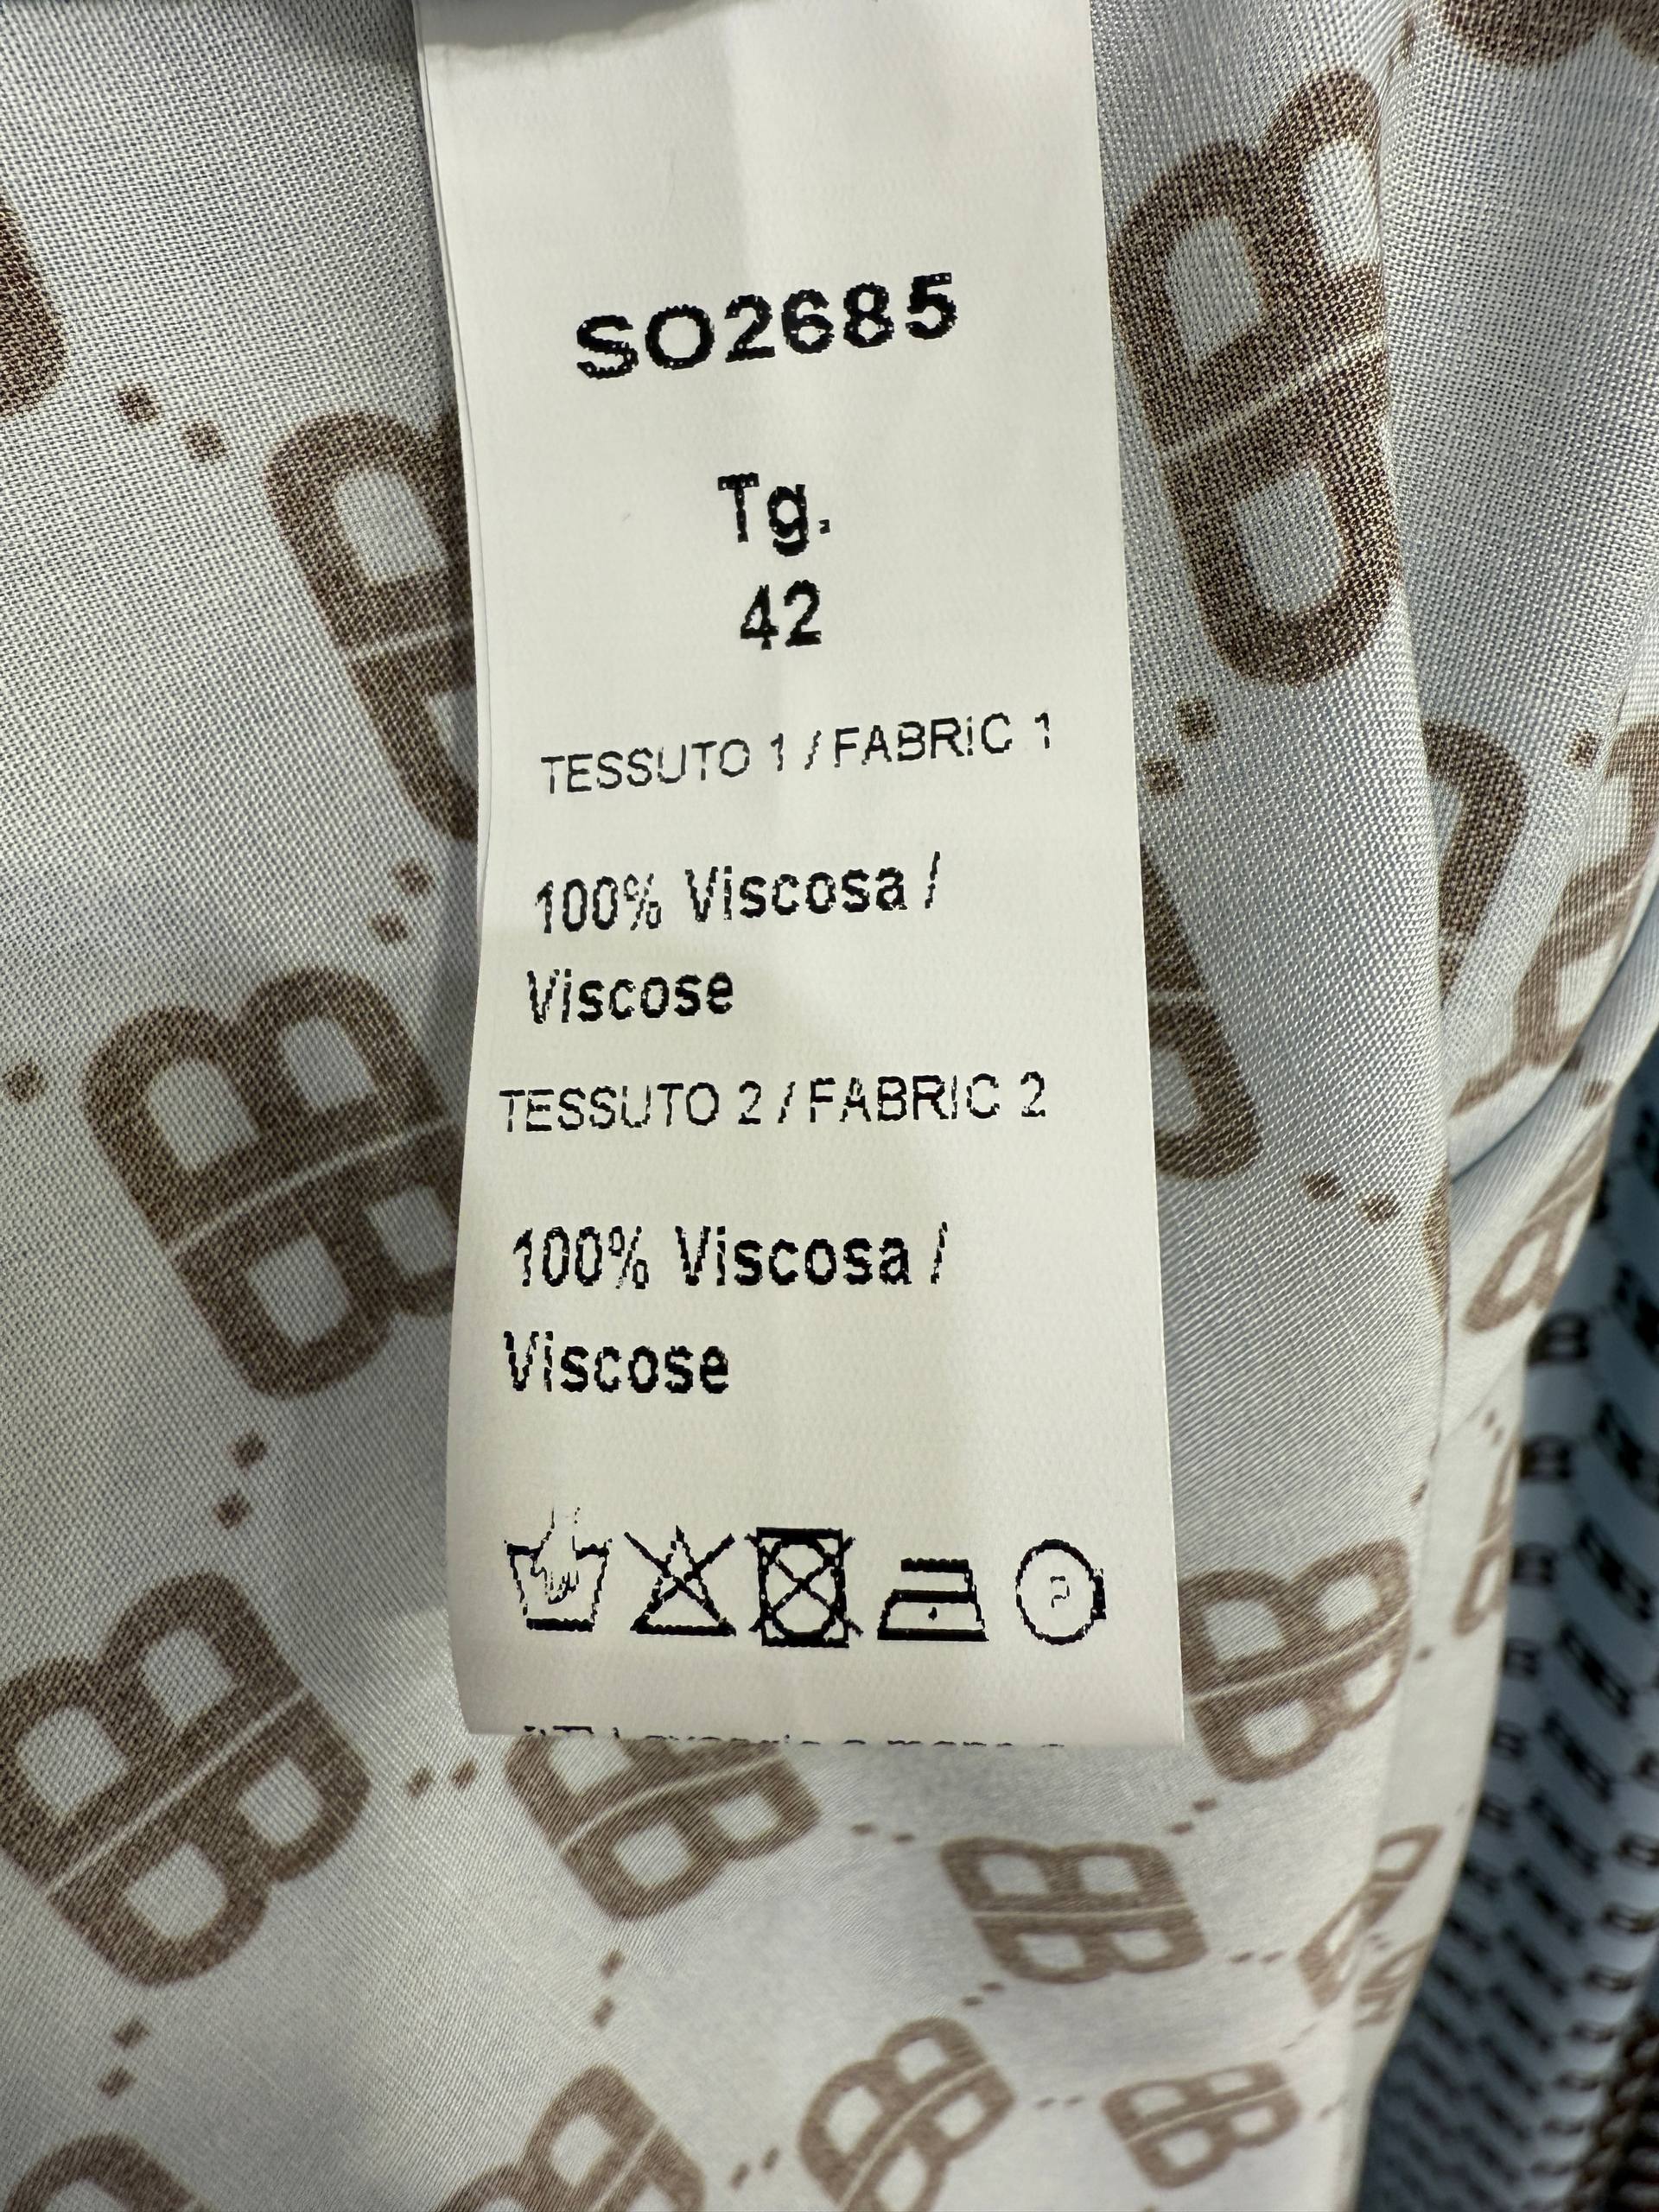 SO2685
Tg.
42
TESSUTO 1 / FABRIC 1
100% Viscosa /
Viscose
TESSUTO 2 / FABRIC 2
100% Viscosa /
Viscose
P